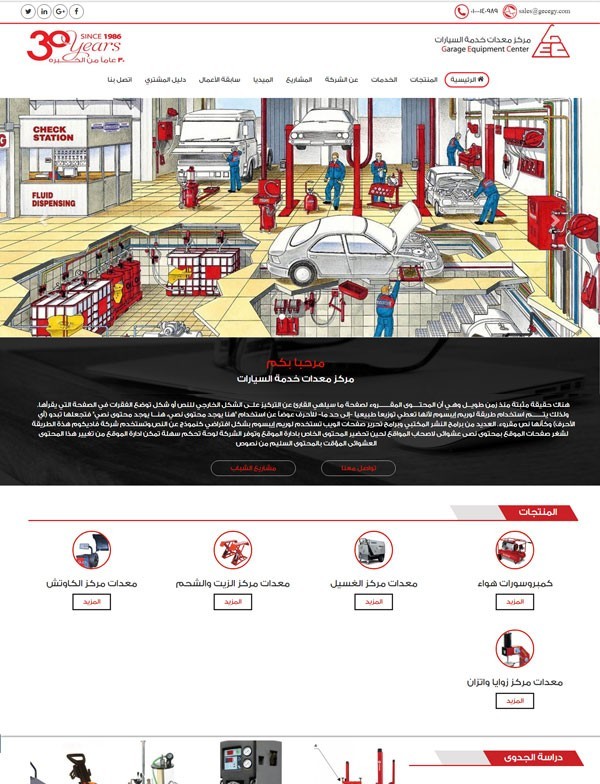 sales@gecegy.com
مركز معدات خدمة السيارات
Garage Equipment Center
GEC
30 SINCE 1986
Years
٣٠ عاما من الخبره
الرئيسية
المنتجات
الخدمات
عن الشركة
المشاريع
الميديا
سابقة الأعمال
دليل المشتري
اتصل بنا
CHECK
STATION
FLUID
DISPENSING
مرحبا بكم
مركز معدات خدمة السيارات
هناك حقيقة مثبتة منذ زمن طويل وهي أن المحتوى المقروء لصفحة ما سيلهي القارئ عن التركيز على الشكل الخارجي للنص أو شكل توضع الفقرات في الصفحة التي يقرأها.
ولذلك يتم استخدام طريقة لوريم إيبسوم لأنها تعطي توزيعاَ طبيعياَ -إلى حد ما- للأحرف عوضاً عن استخدام "هنا يوجد محتوى نصي، هنا يوجد محتوى نصي" فتجعلها تبدو (أي
الأحرف) وكأنها نص مقروء. العديد من برامح النشر المكتبي وبرامح تحرير صفحات الويب تستخدم لوريم إيبسوم بشكل إفتراضي كنموذج عن النص وتستخدم شركة فاديكوم هذة الطريقة
لشغر صفحات الموقع بمحتوى نصى عشوائى لاصحاب المواقع لحين تحضير المحتوى الخاص بادارة الموقع وتوفر الشركة لوحة تحكم سهلة تمكن ادارة الموقع من تغيير هذا المحتوى
العشوائى المؤقت بالمحتوى السليم من نصوص
تواصل معنا
مشاريع الشباب
المنتجات
كمبروسورات هواء
معدات مركز الغسيل
معدات مركز الزيت والشحم
معدات مركز الكاوتش
المزيد
المزيد
المزيد
المزيد
معدات مركز زوايا واتزان
المزيد
دراسة الجدوى